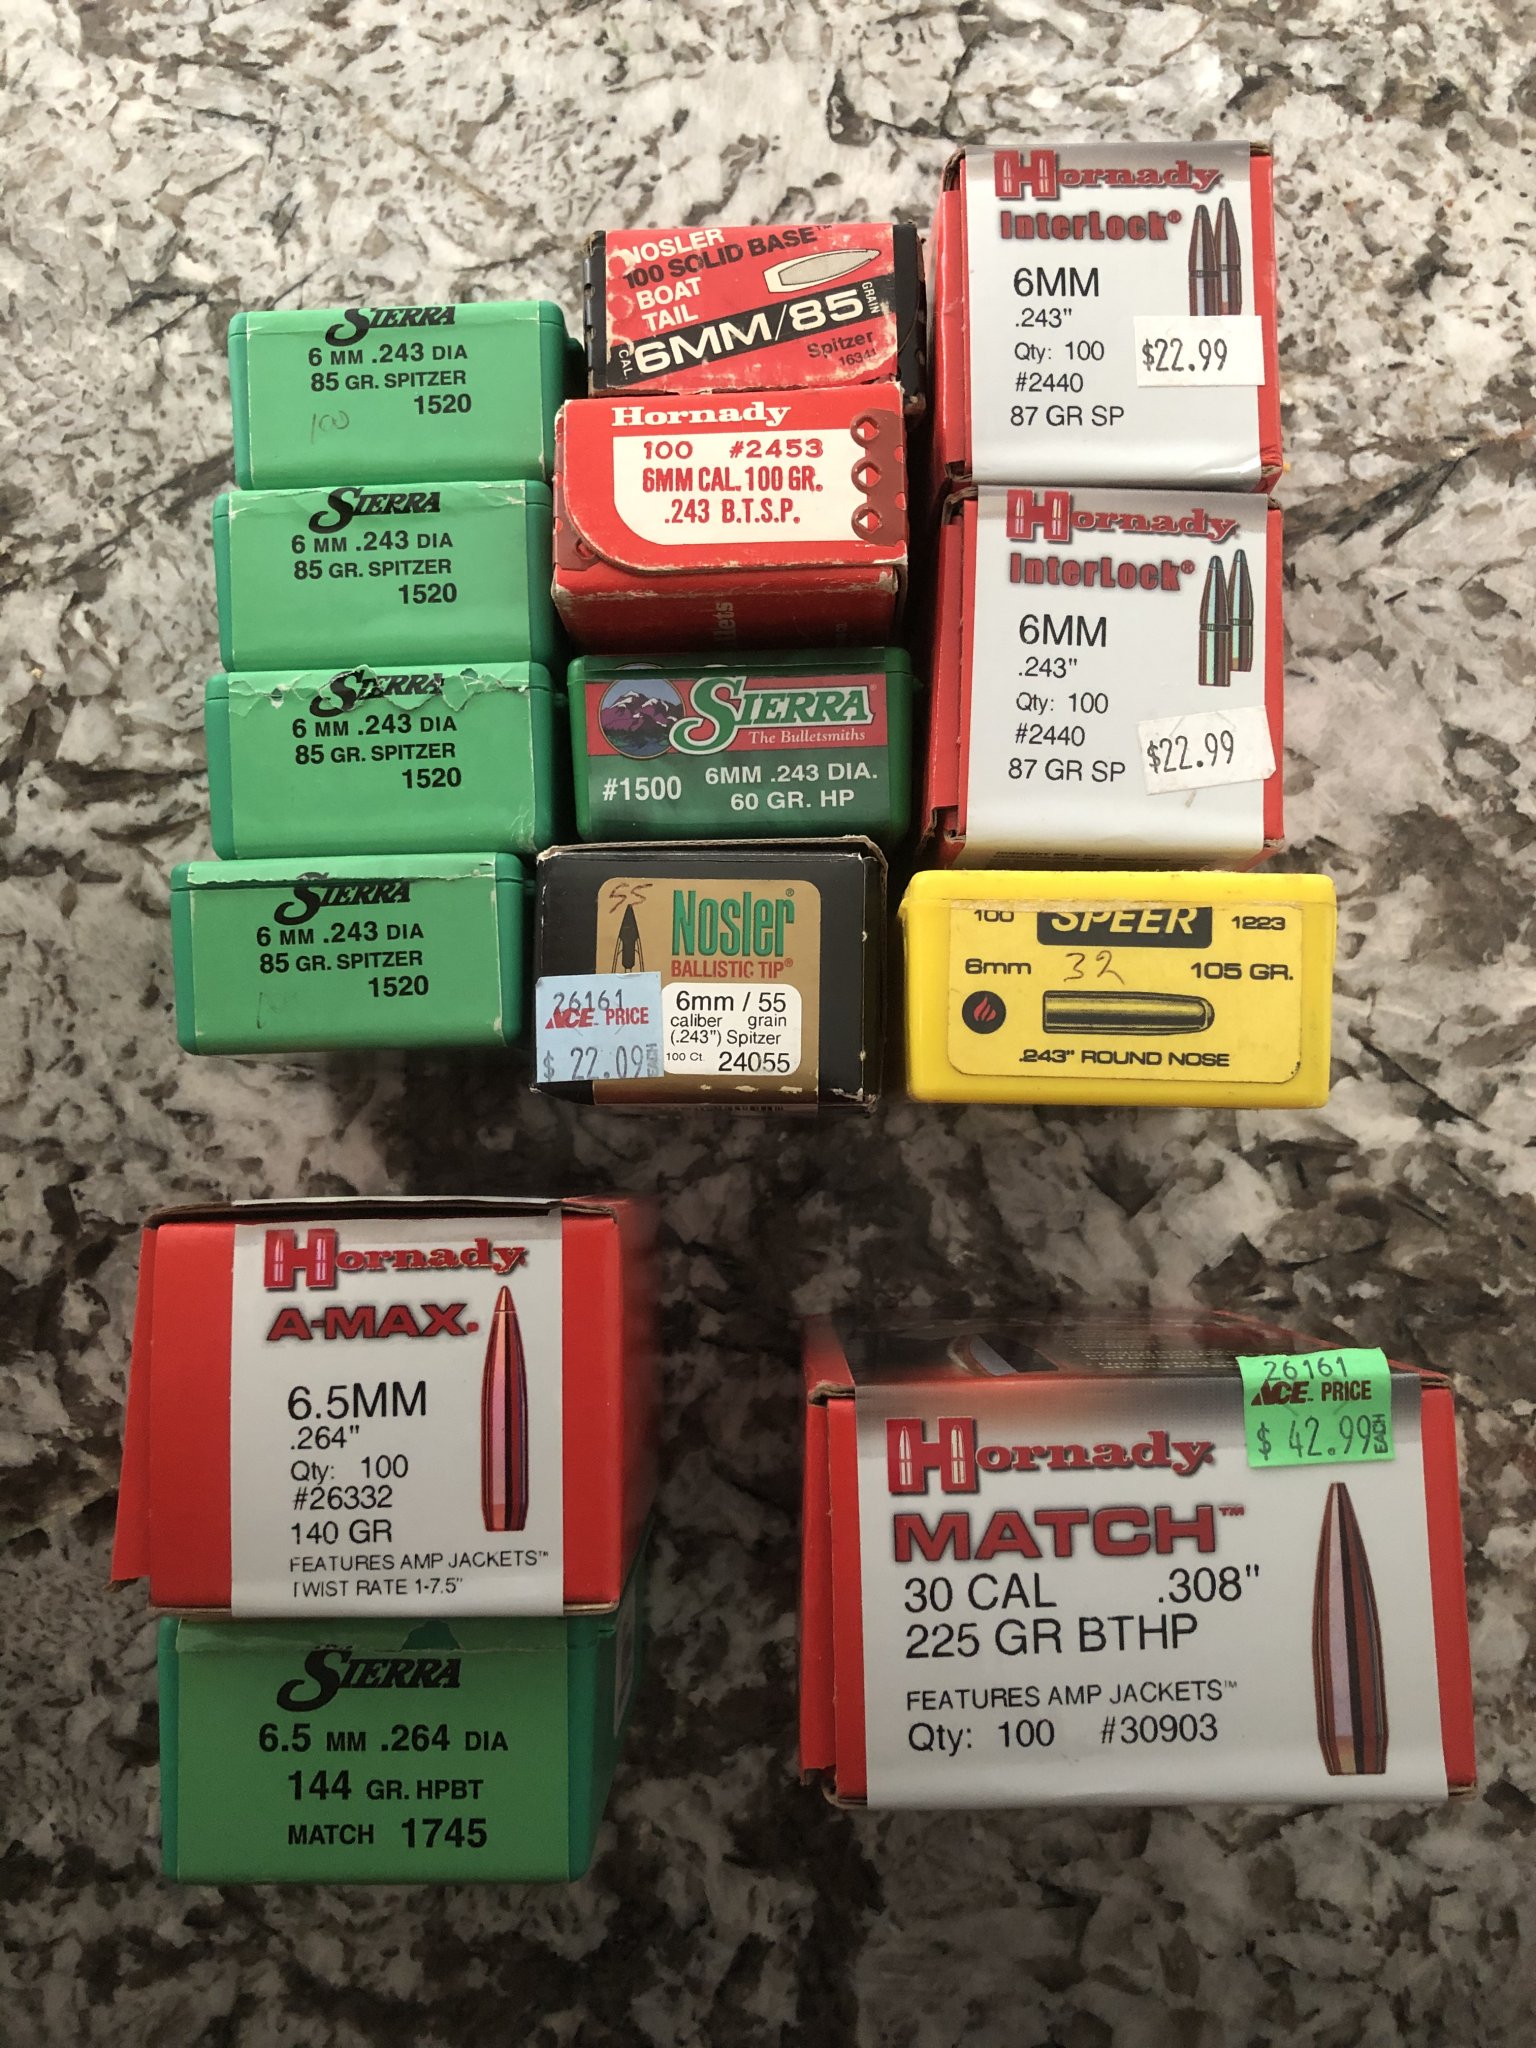 SIERRA
6 MM .243 DIA
85 GR. SPITZER
1520
100
SIERRA
6 MM .243 DIA
85 GR. SPITZER
1520
SIERRA
6 MM .243 DIA
85 GR. SPITZER
1520
SIERRA
6 MM .243 DIA
85 GR. SPITZER
1520
NOSLER
100 SOLID BASE™
BOAT
TAIL
CAL. 6MM/85 GRAIN
Spitzer
16341
Hornady
100 #2453
6MM CAL. 100 GR.
.243 B.T.S.P.
SIERRA®
The Bulletsmiths
#1500 6MM .243 DIA.
60 GR. HP
55
Nosler®
BALLISTIC TIP®
6mm / 55
caliber grain
(.243") Spitzer
100 Ct. 24055
26161
ACE PRICE
$ 22.09 EACH
Hornady
InterLock®
6MM
.243"
Qty: 100
#2440
87 GR SP
$22.99
Hornady
InterLock®
6MM
.243"
Qty: 100
#2440
87 GR SP
$22.99
100 SPEER 1223
6mm 32 105 GR.
.243" ROUND NOSE
Hornady
A-MAX.
6.5MM
.264"
Qty: 100
#26332
140 GR
FEATURES AMP JACKETS™
TWIST RATE 1-7.5"
SIERRA
6.5 MM .264 DIA
144 GR. HPBT
MATCH 1745
26161
ACE PRICE
$ 42.99 EACH
Hornady
MATCH™
30 CAL .308"
225 GR BTHP
FEATURES AMP JACKETS™
Qty: 100 #30903